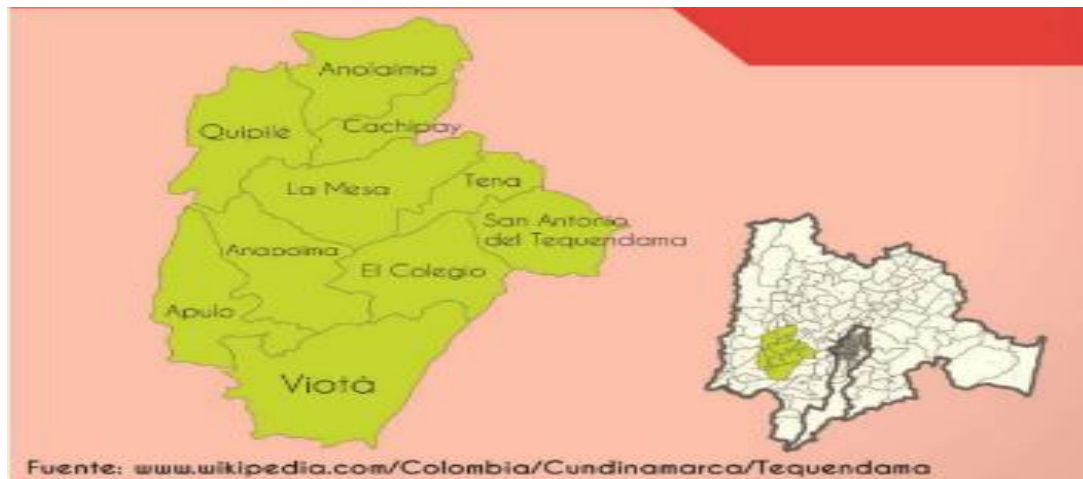 Anolaima
Quipile
Cachipay
La Mesa
Tena
San Antonio
del Tequendama
Anapoima
El Colegio
Apulo
Viotá
Fuente: www.wikipedia.com/Colombia/Cundinamarca/Tequendama